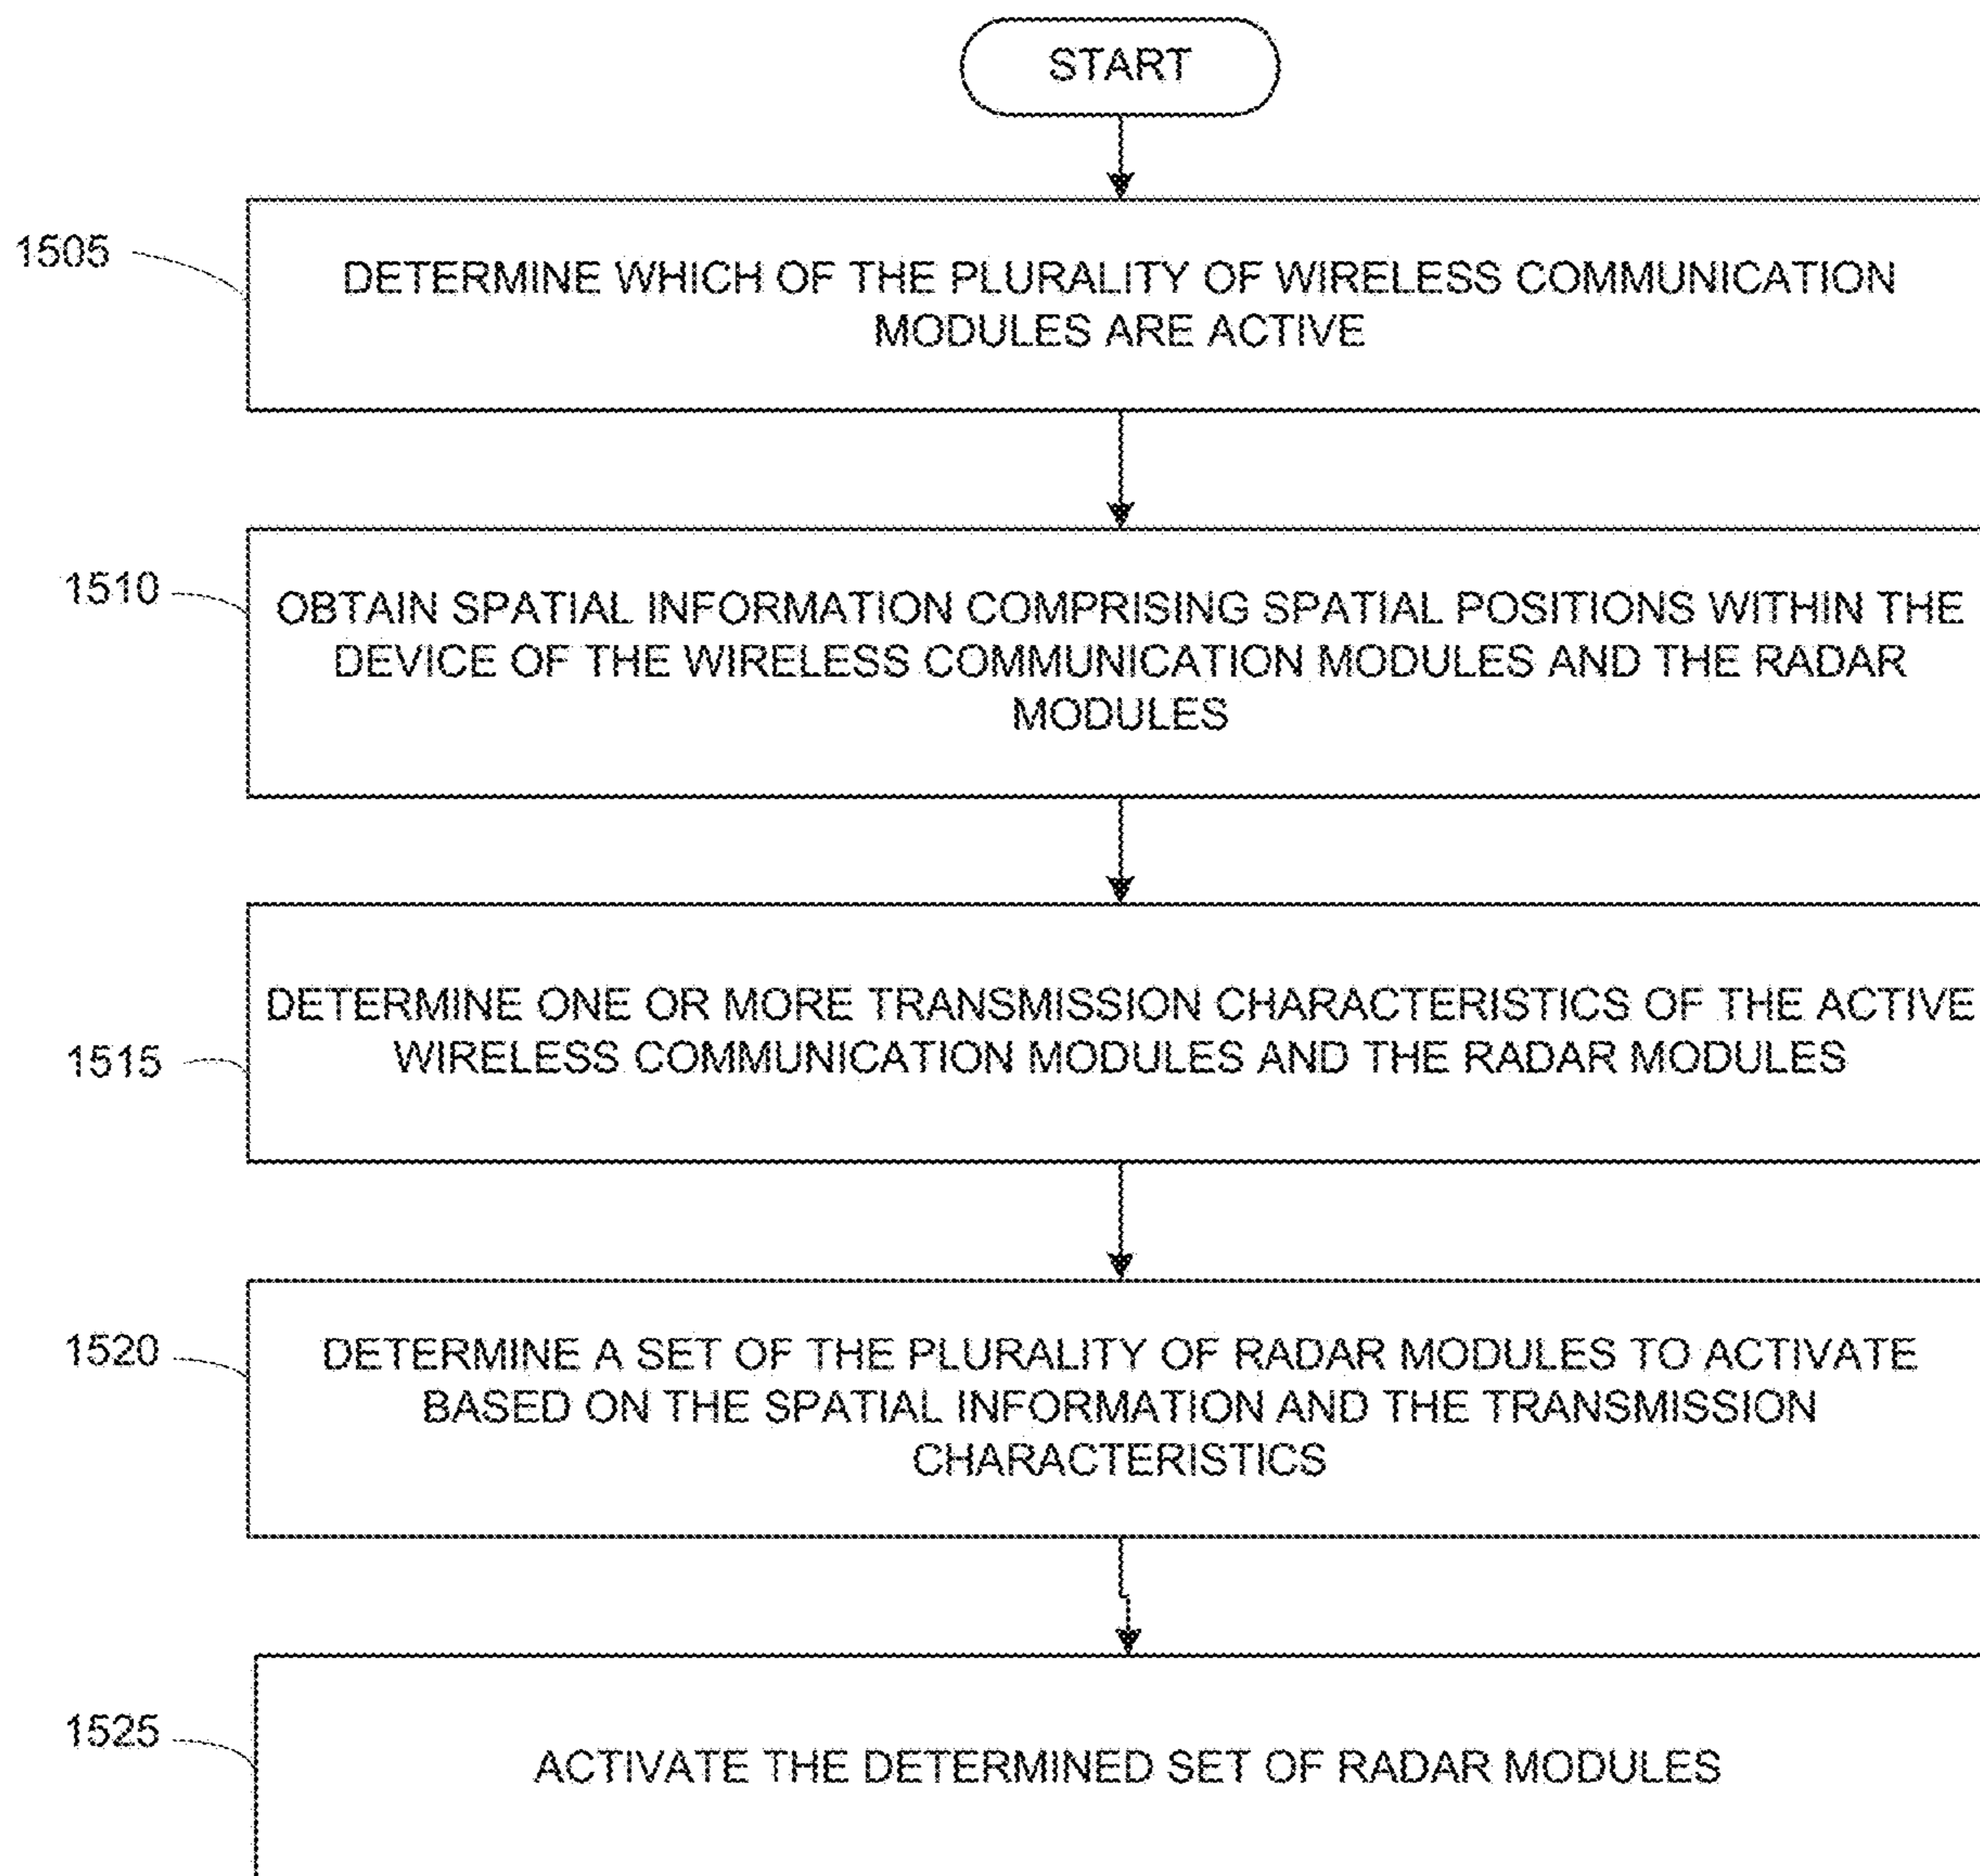 START
1505
DETERMINE WHICH OF THE PLURALITY OF WIRELESS COMMUNICATION
MODULES ARE ACTIVE
1510
OBTAIN SPATIAL INFORMATION COMPRISING SPATIAL POSITIONS WITHIN THE
DEVICE OF THE WIRELESS COMMUNICATION MODULES AND THE RADAR
MODULES
1515
DETERMINE ONE OR MORE TRANSMISSION CHARACTERISTICS OF THE ACTIVE
WIRELESS COMMUNICATION MODULES AND THE RADAR MODULES
1520
DETERMINE A SET OF THE PLURALITY OF RADAR MODULES TO ACTIVATE
BASED ON THE SPATIAL INFORMATION AND THE TRANSMISSION
CHARACTERISTICS
1525
ACTIVATE THE DETERMINED SET OF RADAR MODULES